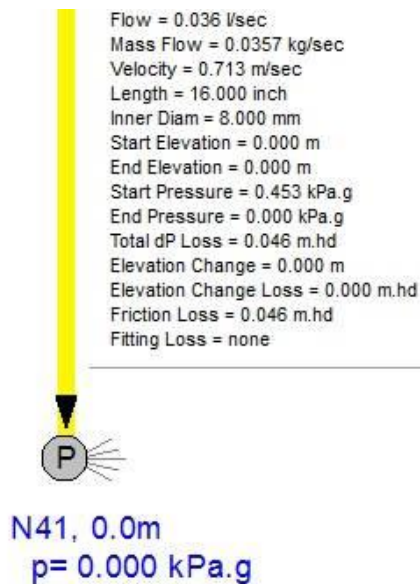 Flow = 0.036 l/sec
Mass Flow = 0.0357 kg/sec
Velocity = 0.713 m/sec
Length = 16.000 inch
Inner Diam = 8.000 mm
Start Elevation = 0.000 m
End Elevation = 0.000 m
Start Pressure = 0.453 kPa.g
End Pressure = 0.000 kPa.g
Total dP Loss = 0.046 m.hd
Elevation Change = 0.000 m
Elevation Change Loss = 0.000 m.hd
Friction Loss = 0.046 m.hd
Fitting Loss = none
P
N41, 0.0m
p= 0.000 kPa.g